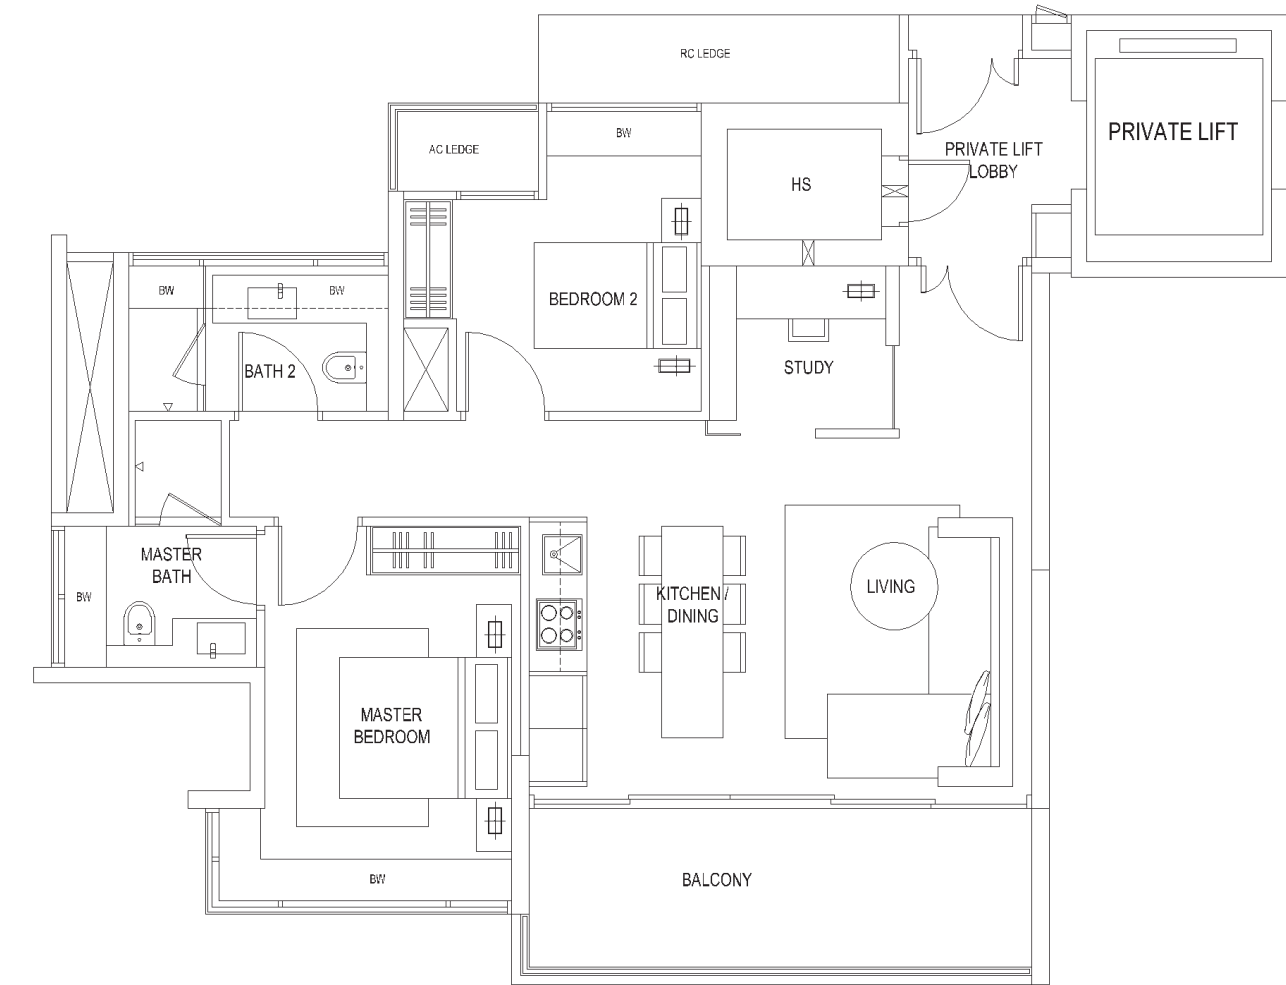 RC LEDGE
PRIVATE LIFT
BW
AC LEDGE
PRIVATE LIFT
LOBBY
HS
BW
BW
BEDROOM 2
BATH 2
STUDY
MASTER
BATH
BW
KITCHEN /
DINING
LIVING
MASTER
BEDROOM
BW
BALCONY